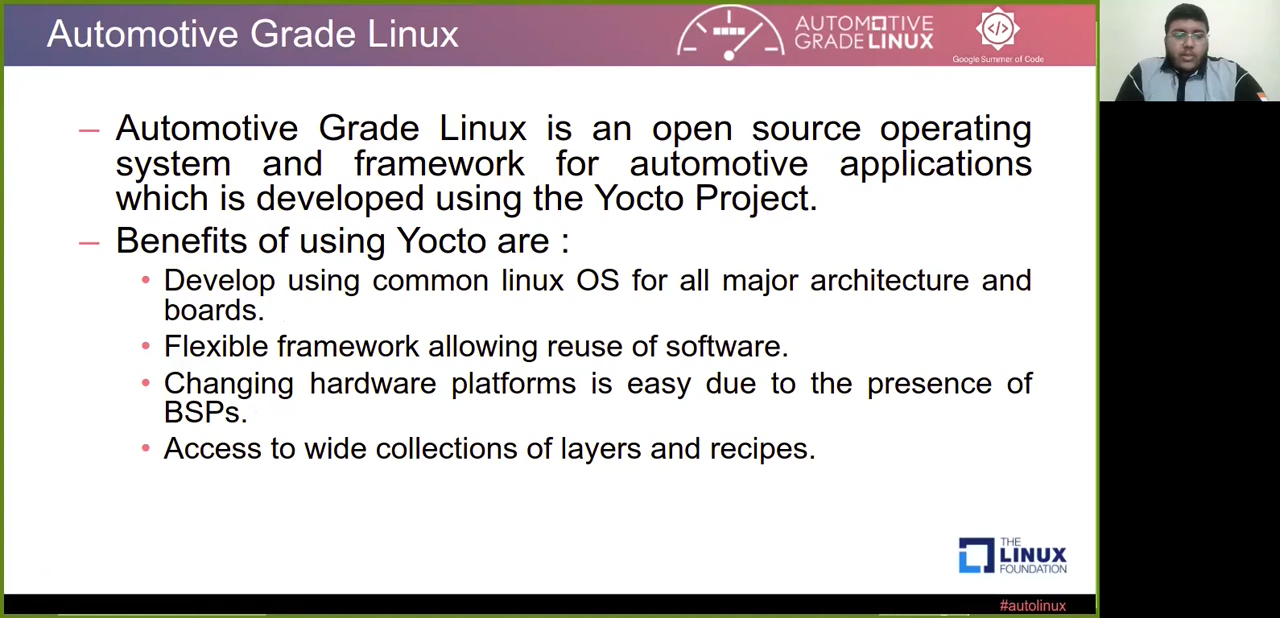 Automotive Grade Linux
AUTOMOTIVE
GRADELINUX
Google Summer of Code
– Automotive Grade Linux is an open source operating
system and framework for automotive applications
which is developed using the Yocto Project.
– Benefits of using Yocto are :
• Develop using common linux OS for all major architecture and
boards.
• Flexible framework allowing reuse of software.
• Changing hardware platforms is easy due to the presence of
BSPs.
• Access to wide collections of layers and recipes.
THE
LINUX
FOUNDATION
#autolinux